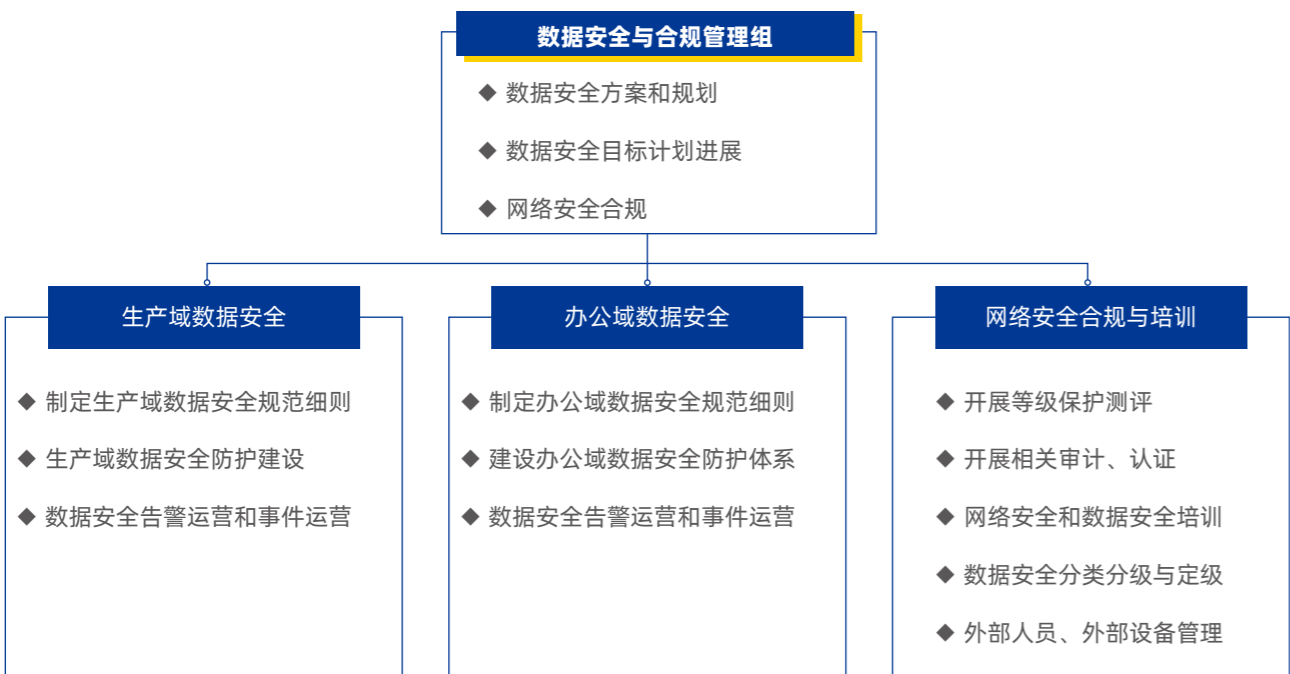 数据安全与合规管理组
◆ 数据安全方案和规划
◆ 数据安全目标计划进展
◆ 网络安全合规
生产域数据安全
◆ 制定生产域数据安全规范细则
◆ 生产域数据安全防护建设
◆ 数据安全告警运营和事件运营
办公域数据安全
◆ 制定办公域数据安全规范细则
◆ 建设办公域数据安全防护体系
◆ 数据安全告警运营和事件运营
网络安全合规与培训
◆ 开展等级保护测评
◆ 开展相关审计、认证
◆ 网络安全和数据安全培训
◆ 数据安全分类分级与定级
◆ 外部人员、外部设备管理